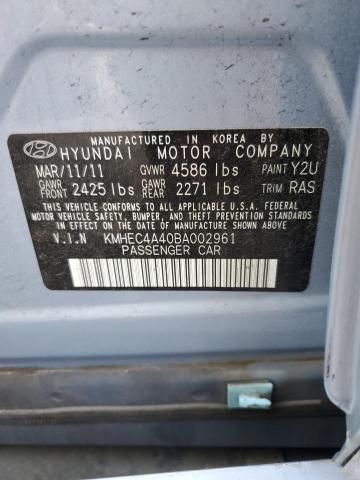 MANUFACTURED IN KOREA BY
HYUNDAI MOTOR COMPANY
MAR/11/11 GVWR 4586 lbs PAINT Y2U
GAWR FRONT 2425 lbs GAWR REAR 2271 lbs TRIM RAS
THIS VEHICLE CONFORMS TO ALL APPLICABLE U.S.A. FEDERAL
MOTOR VEHICLE SAFETY, BUMPER, AND THEFT PREVENTION
STANDARDS IN EFFECT ON THE DATE OF MANUFACTURE
SHOWN ABOVE.
V.I.N KMHEC4A40BA002961
PASSENGER CAR